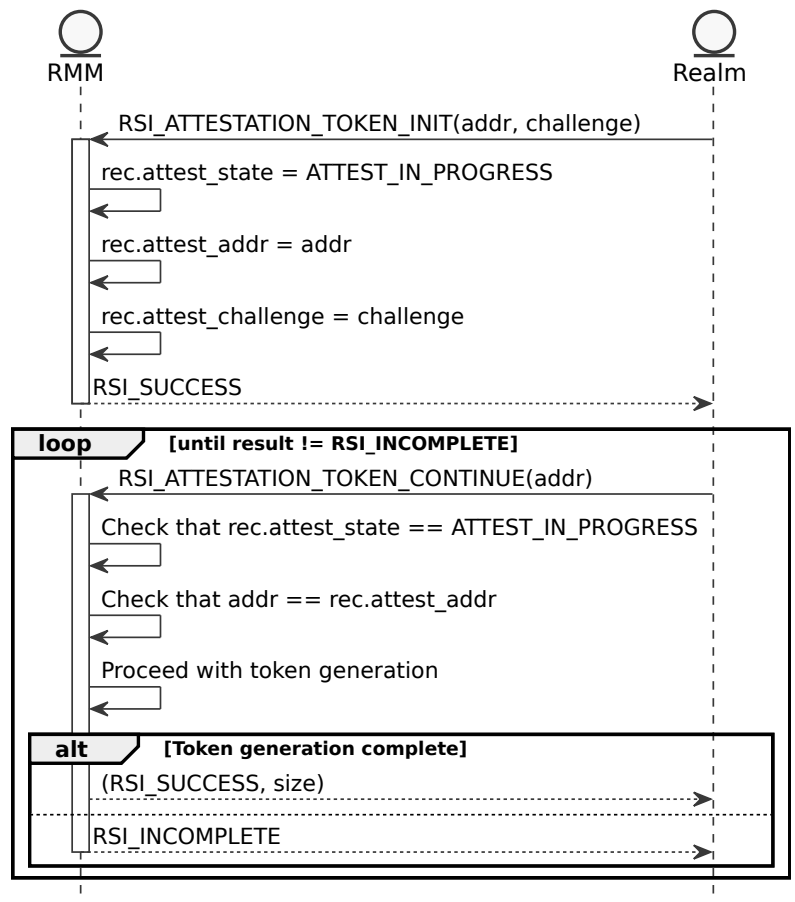 RMM
Realm
RSI_ATTESTATION_TOKEN_INIT(addr, challenge)
rec.attest_state = ATTEST_IN_PROGRESS
rec.attest_addr = addr
rec.attest_challenge = challenge
RSI_SUCCESS
loop [until result != RSI_INCOMPLETE]
RSI_ATTESTATION_TOKEN_CONTINUE(addr)
Check that rec.attest_state == ATTEST_IN_PROGRESS
Check that addr == rec.attest_addr
Proceed with token generation
alt [Token generation complete]
(RSI_SUCCESS, size)
RSI_INCOMPLETE